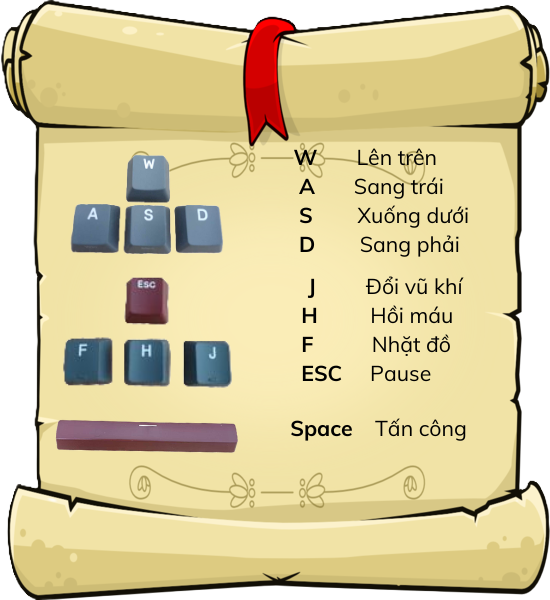 W
A S D
Esc
F H J
W Lên trên
A Sang trái
S Xuống dưới
D Sang phải
J Đổi vũ khí
H Hồi máu
F Nhặt đồ
ESC Pause
Space Tấn công